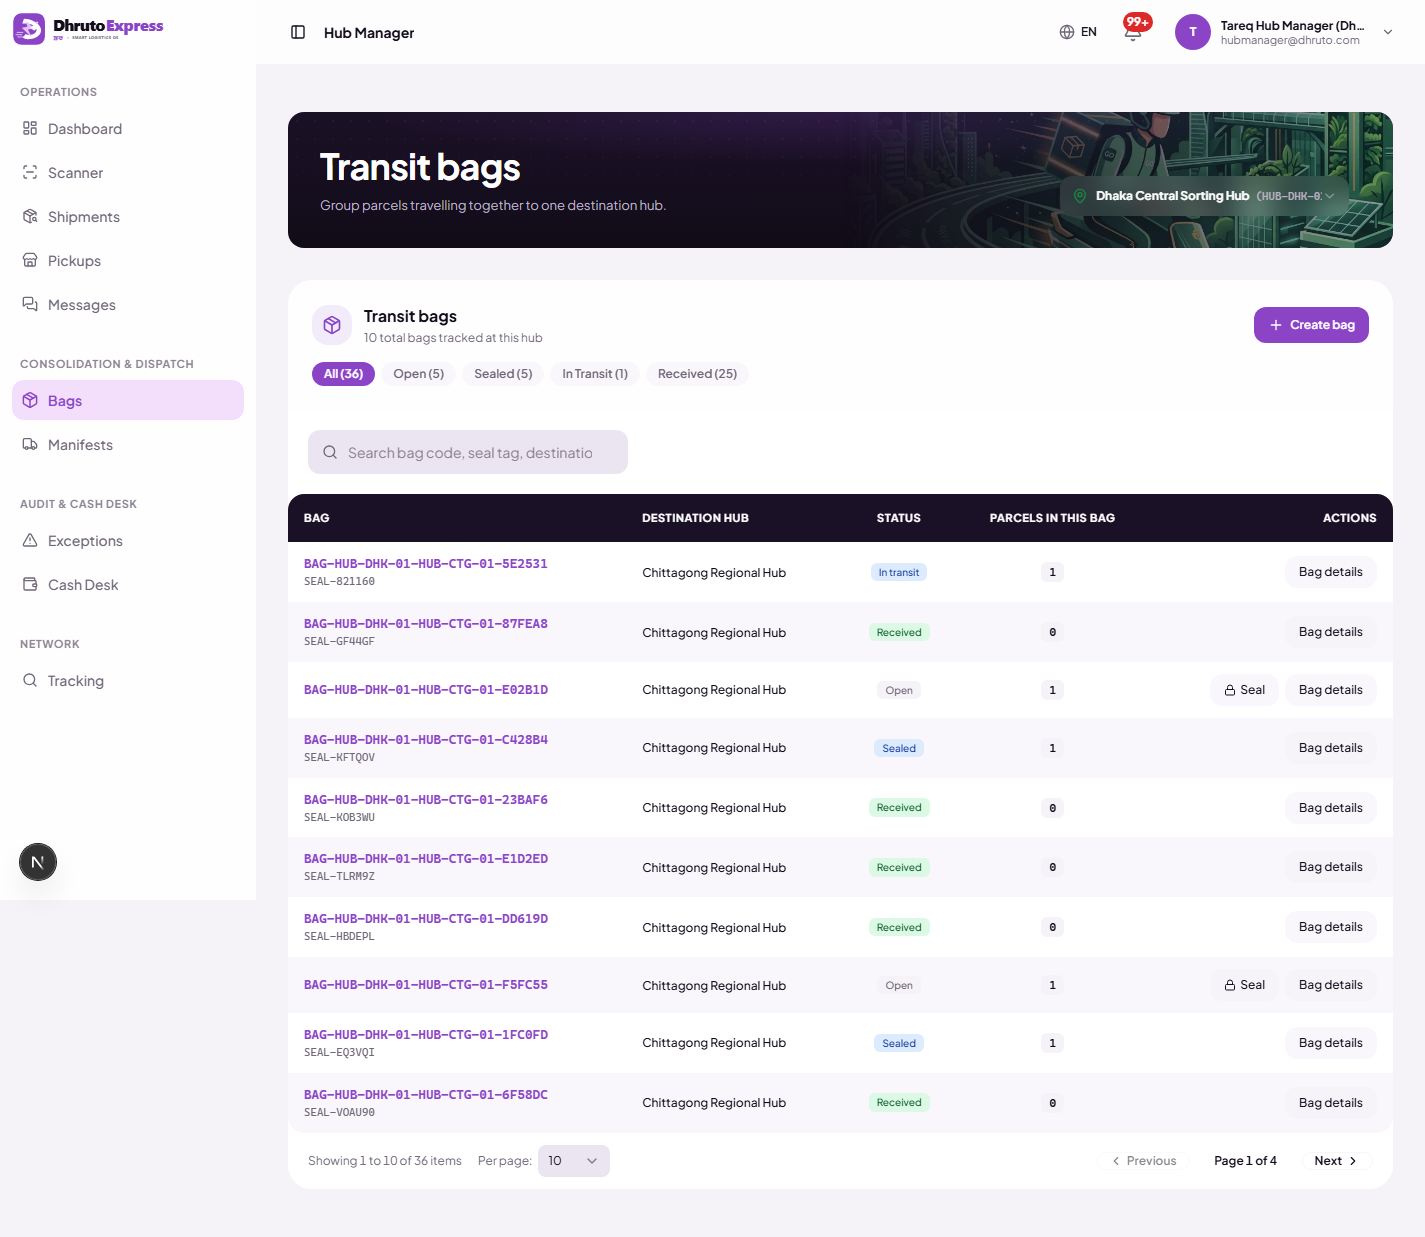 Dhruto Express
SMART LOGISTICS OS
Hub Manager
EN
99+
T
Tareq Hub Manager (Dh...
hubmanager@dhruto.com
OPERATIONS
Dashboard
Scanner
Shipments
Pickups
Messages
CONSOLIDATION & DISPATCH
Bags
Manifests
AUDIT & CASH DESK
Exceptions
Cash Desk
NETWORK
Tracking
N
Transit bags
Group parcels travelling together to one destination hub.
GO
Dhaka Central Sorting Hub (HUB-DHK-0
Transit bags
10 total bags tracked at this hub
Create bag
All (36) Open (5) Sealed (5) In Transit (1) Received (25)
Search bag code, seal tag, destinatio
BAG DESTINATION HUB STATUS PARCELS IN THIS BAG ACTIONS
BAG-HUB-DHK-01-HUB-CTG-01-5E2531
SEAL-821160
Chittagong Regional Hub In transit 1 Bag details
BAG-HUB-DHK-01-HUB-CTG-01-87FEA8
SEAL-GF44GF
Chittagong Regional Hub Received 0 Bag details
BAG-HUB-DHK-01-HUB-CTG-01-E02B1D Chittagong Regional Hub Open 1 Seal Bag details
BAG-HUB-DHK-01-HUB-CTG-01-C428B4
SEAL-KFTQOV
Chittagong Regional Hub Sealed 1 Bag details
BAG-HUB-DHK-01-HUB-CTG-01-23BAF6
SEAL-KOB3WU
Chittagong Regional Hub Received 0 Bag details
BAG-HUB-DHK-01-HUB-CTG-01-E1D2ED
SEAL-TLRM9Z
Chittagong Regional Hub Received 0 Bag details
BAG-HUB-DHK-01-HUB-CTG-01-DD619D
SEAL-HBDEPL
Chittagong Regional Hub Received 0 Bag details
BAG-HUB-DHK-01-HUB-CTG-01-F5FC55 Chittagong Regional Hub Open 1 Seal Bag details
BAG-HUB-DHK-01-HUB-CTG-01-1FC0FD
SEAL-EQ3VQI
Chittagong Regional Hub Sealed 1 Bag details
BAG-HUB-DHK-01-HUB-CTG-01-6F58DC
SEAL-VOAU90
Chittagong Regional Hub Received 0 Bag details
Showing 1 to 10 of 36 items Per page: 10 Previous Page 1 of 4 Next